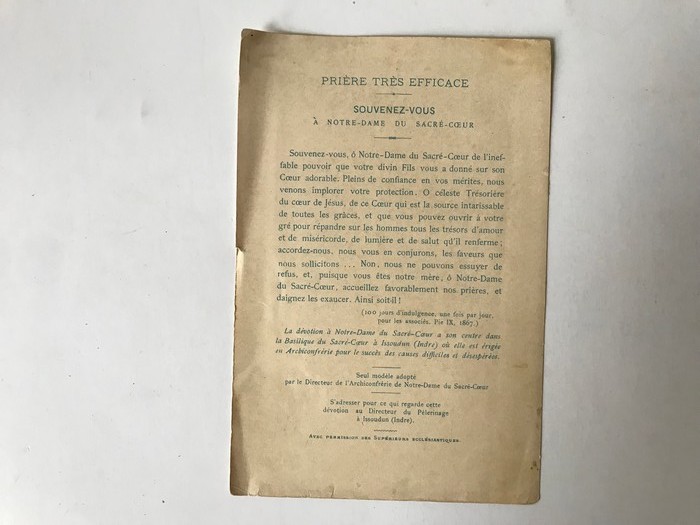 PRIÈRE TRÈS EFFICACE
SOUVENEZ-VOUS
À NOTRE-DAME DU SACRÉ-CŒUR
Souvenez-vous, ô Notre-Dame du Sacré-Cœur de l'inef-
fable pouvoir que votre divin Fils vous a donné sur son
Cœur adorable. Pleins de confiance en vos mérites, nous
venons implorer votre protection. O céleste Trésorière
du cœur de Jésus, de ce Cœur qui est la source intarissable
de toutes les grâces, et que vous pouvez ouvrir à votre
gré pour répandre sur les hommes tous les trésors d'amour
et de miséricorde, de lumière et de salut qu'il renferme;
accordez-nous, nous vous en conjurons, les faveurs que
nous sollicitons ... Non, nous ne pouvons essuyer de
refus, et, puisque vous êtes notre mère, ô Notre-Dame
du Sacré-Cœur, accueillez favorablement nos prières, et
daignez les exaucer. Ainsi soit-il!
(100 jours d'indulgence, une fois par jour,
pour les associés. Pie IX, 1867.)
La dévotion à Notre-Dame du Sacré-Cœur a son centre dans
la Basilique du Sacré-Cœur à Issoudun (Indre) où elle est érigée
en Archiconfrérie pour le succès des causes difficiles et désespérées.
Seul modèle adopté
par le Directeur de l'Archiconfrérie de Notre-Dame du Sacré-Cœur
S'adresser pour ce qui regarde cette
dévotion au Directeur du Pèlerinage
à Issoudun (Indre).
AVEC PERMISSION DES SUPÉRIEURS ECCLÉSIASTIQUES